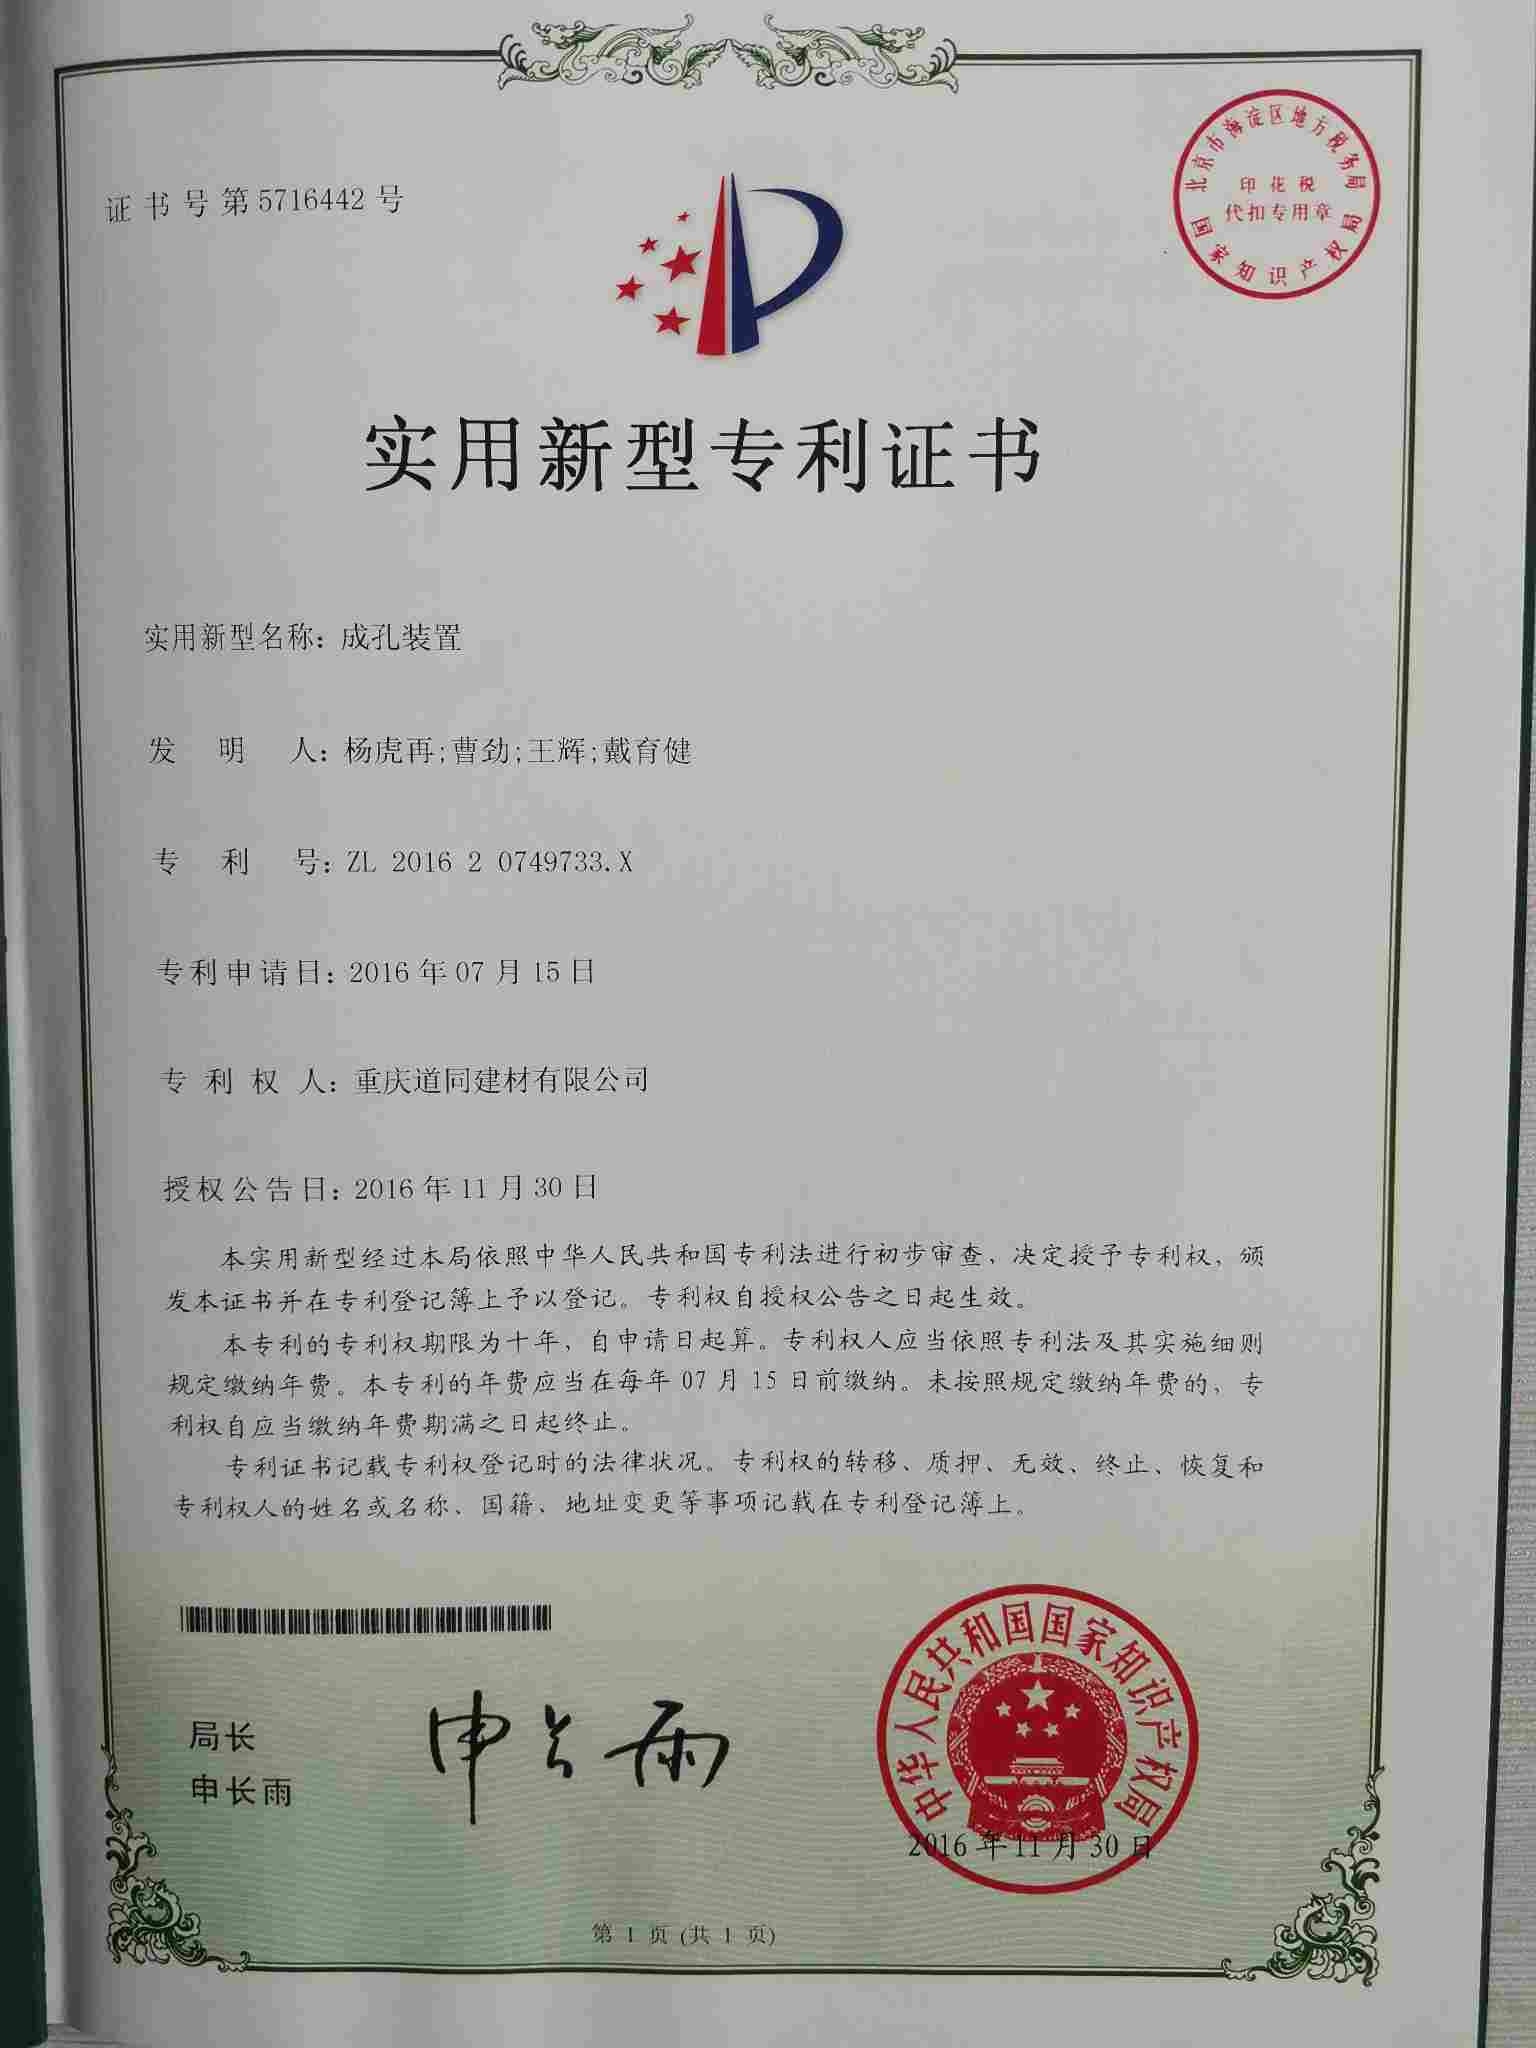 证书号第5716442号
北京市海淀区地方税务局
印花税
代扣专用章
国家知识产权局
实用新型专利证书
实用新型名称：成孔装置
发明人：杨虎再;曹劲;王辉;戴育健
专利号：ZL 2016 2 0749733.X
专利申请日：2016年07月15日
专利权人：重庆道同建材有限公司
授权公告日：2016年11月30日
本实用新型经过本局依照中华人民共和国专利法进行初步审查，决定授予专利权，颁
发本证书并在专利登记簿上予以登记。专利权自授权公告之日起生效。
本专利的专利权期限为十年，自申请日起算。专利权人应当依照专利法及其实施细则
规定缴纳年费。本专利的年费应当在每年07月15日前缴纳。未按照规定缴纳年费的，专
利权自应当缴纳年费期满之日起终止。
专利证书记载专利权登记时的法律状况。专利权的转移、质押、无效、终止、恢复和
专利权人的姓名或名称、国籍、地址变更等事项记载在专利登记簿上。
局长
申长雨
申长雨
中华人民共和国国家知识产权局
2016年11月30日
第 1 页 (共 1 页)